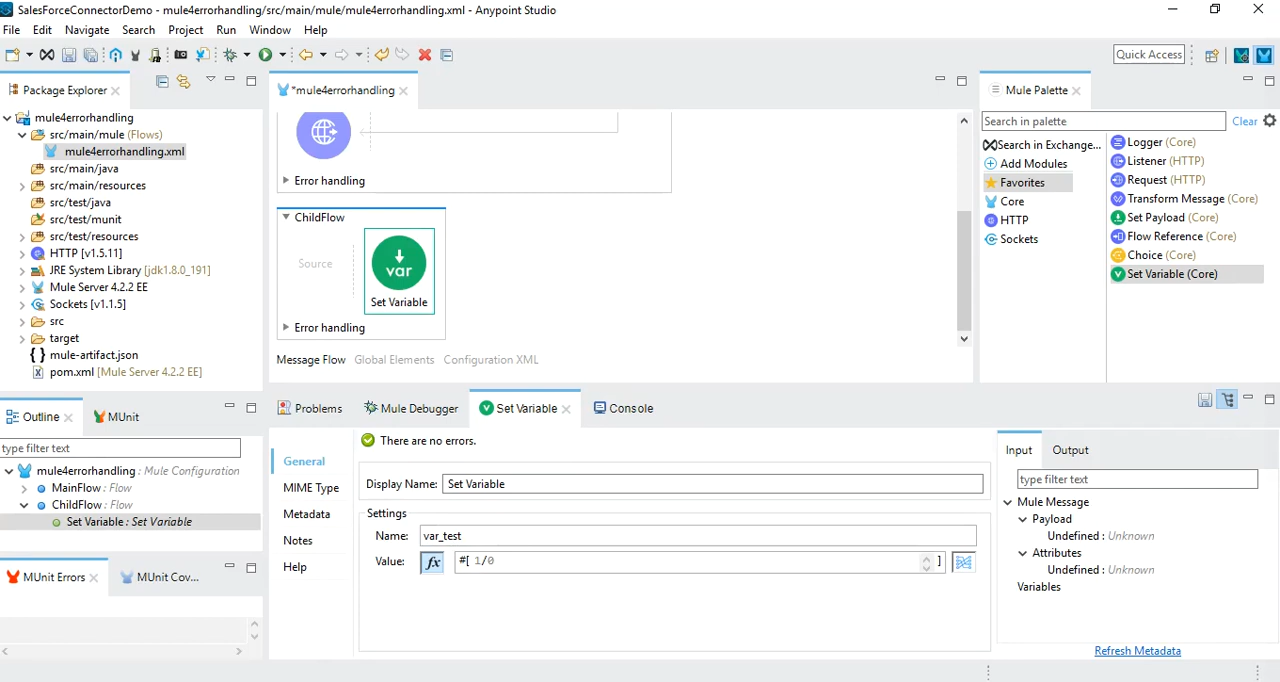 SalesForceConnectorDemo - mule4errorhandling/src/main/mule/mule4errorhandling.xml - Anypoint Studio
File Edit Navigate Search Project Run Window Help
Quick Access
Package Explorer
mule4errorhandling
src/main/mule (Flows)
mule4errorhandling.xml
src/main/java
src/main/resources
src/test/java
src/test/munit
src/test/resources
HTTP [v1.5.11]
JRE System Library [jdk1.8.0_191]
Mule Server 4.2.2 EE
Sockets [v1.1.5]
src
target
mule-artifact.json
pom.xml [Mule Server 4.2.2 EE]
*mule4errorhandling
Error handling
ChildFlow
Source
var
Set Variable
Error handling
Message Flow Global Elements Configuration XML
Mule Palette
Search in palette
Clear
Search in Exchange...
Add Modules
Favorites
Core
HTTP
Sockets
Logger (Core)
Listener (HTTP)
Request (HTTP)
Transform Message (Core)
Set Payload (Core)
Flow Reference (Core)
Choice (Core)
Set Variable (Core)
Outline
MUnit
type filter text
mule4errorhandling : Mule Configuration
MainFlow : Flow
ChildFlow : Flow
Set Variable : Set Variable
MUnit Errors
MUnit Cov...
Problems
Mule Debugger
Set Variable
Console
There are no errors.
General
MIME Type
Metadata
Notes
Help
Display Name: Set Variable
Settings
Name: var_test
Value: fx #[ 1/0 ]
Input
Output
type filter text
Mule Message
Payload
Undefined : Unknown
Attributes
Undefined : Unknown
Variables
Refresh Metadata